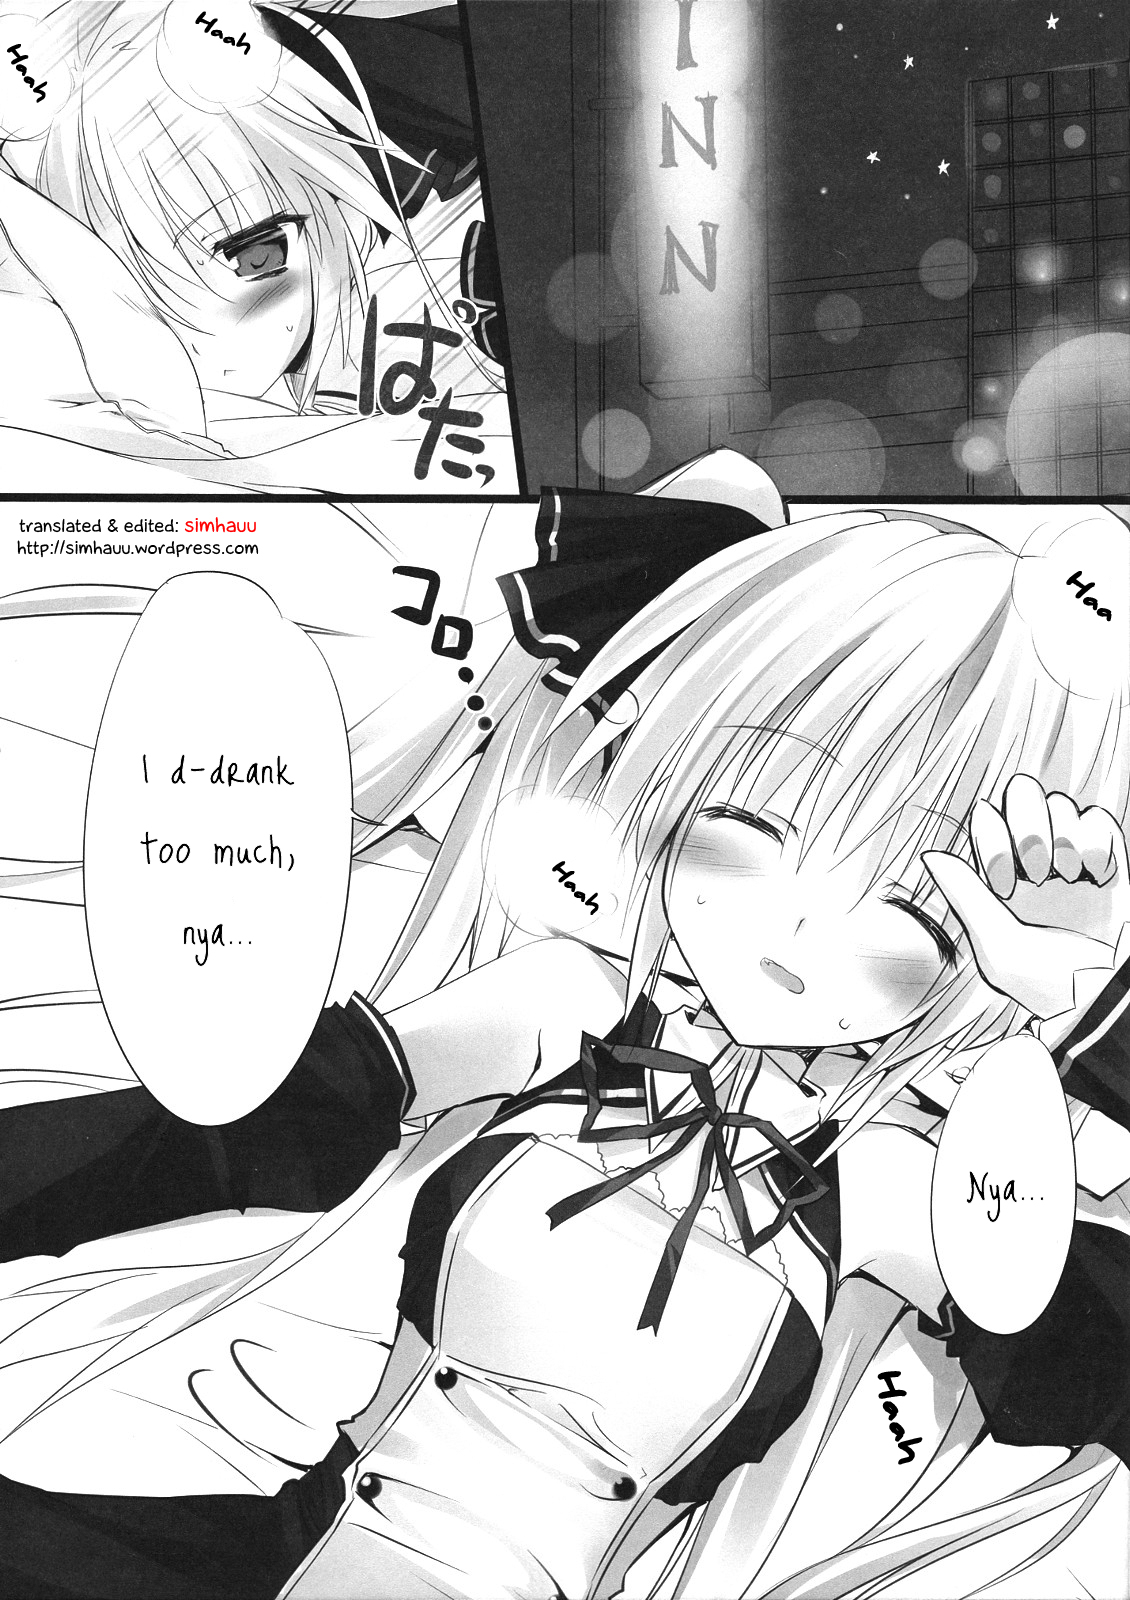 I
N
N
Haah
Haah
ぱたっ
translated & edited: simhauu
http://simhauu.wordpress.com
コロ...
Haa
I d-drank
too much,
nya...
Haah
Nya...
Haah